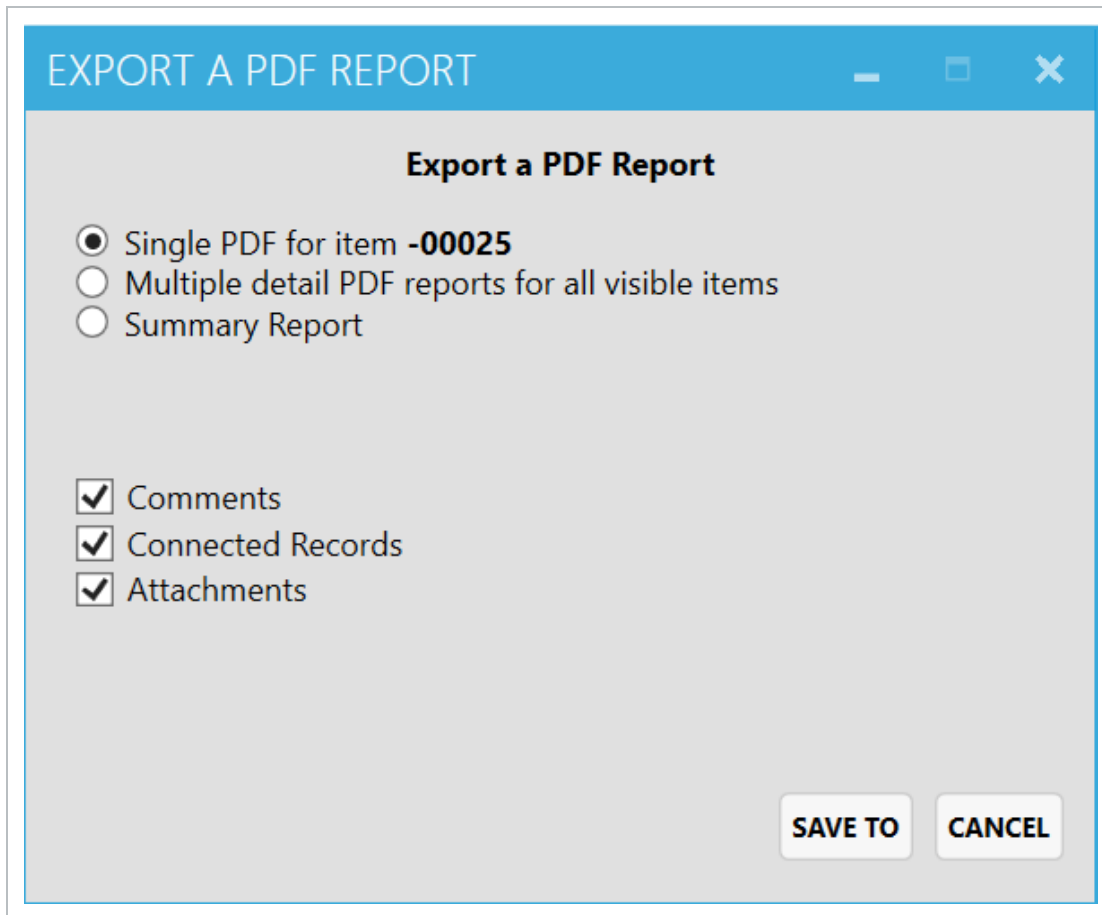 EXPORT A PDF REPORT
Export a PDF Report
Single PDF for item -00025
Multiple detail PDF reports for all visible items
Summary Report
Comments
Connected Records
Attachments
SAVE TO CANCEL